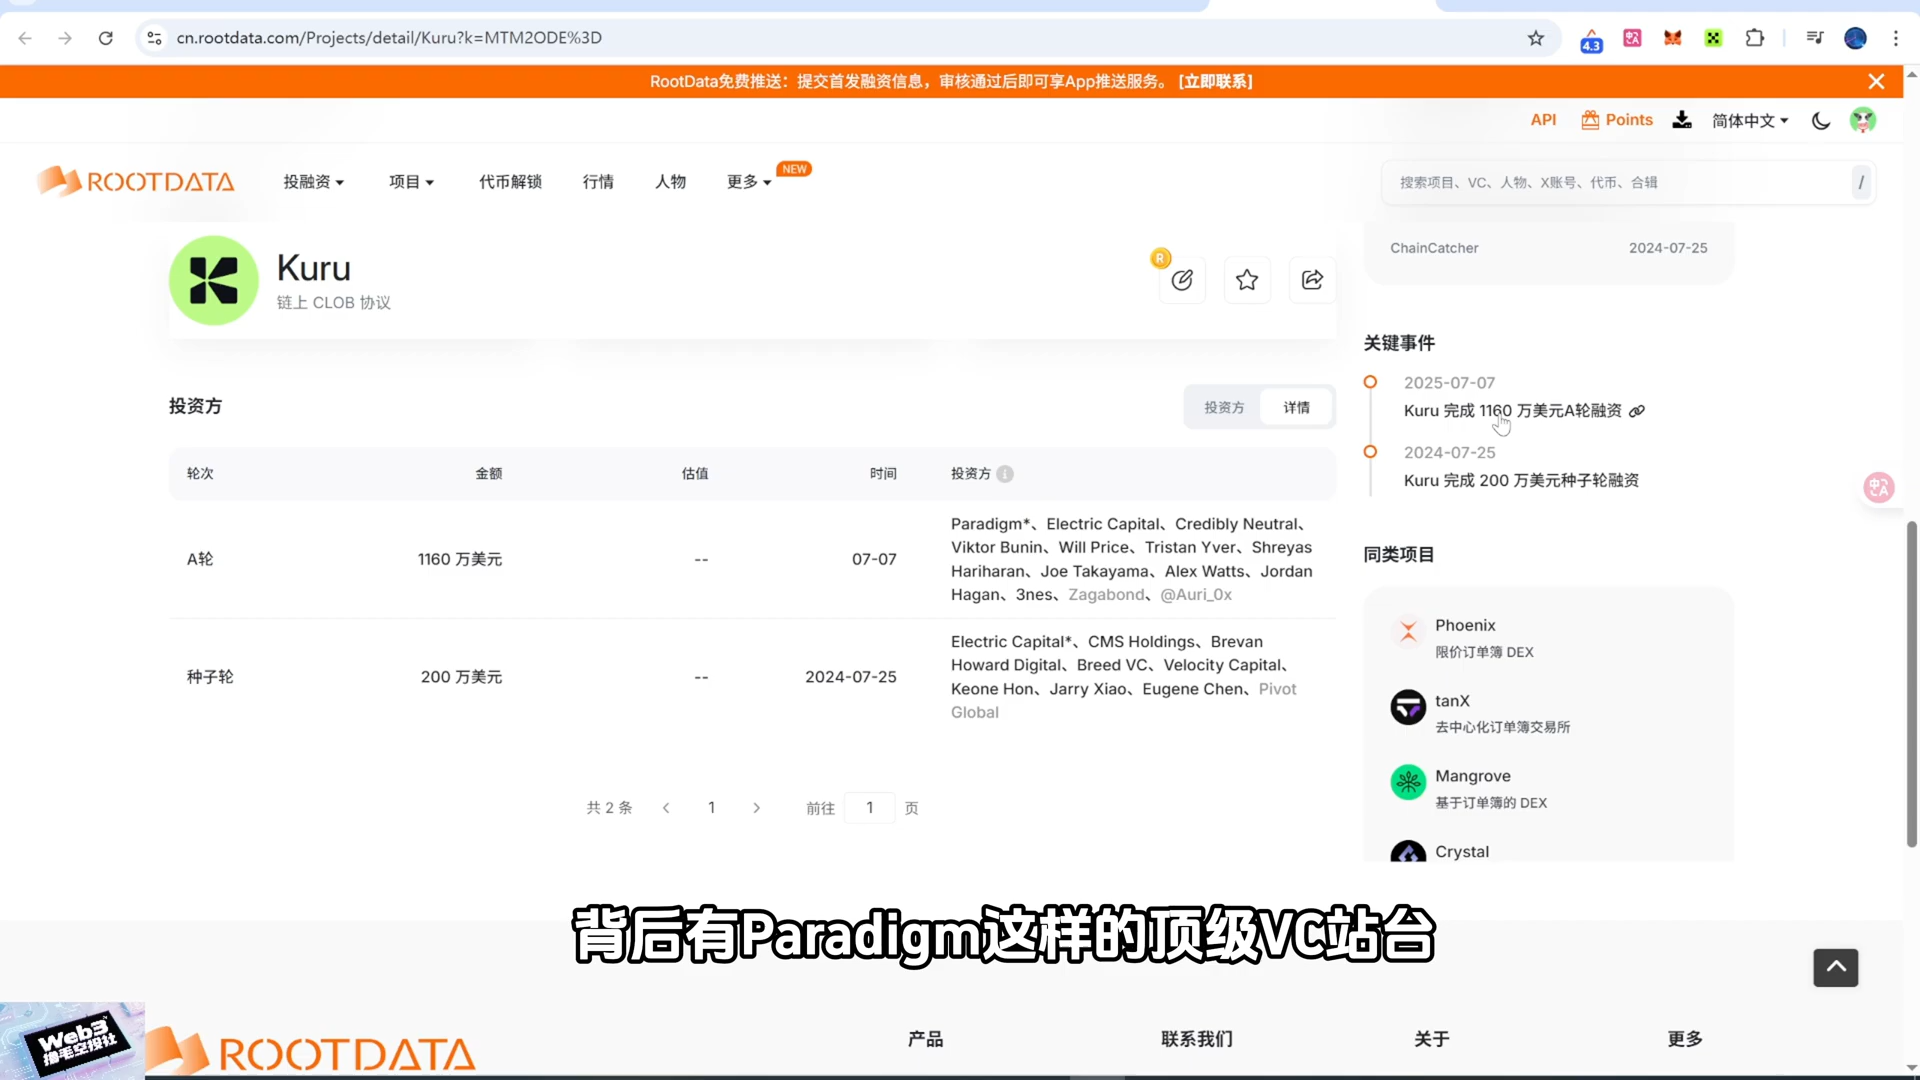 cn.rootdata.com/Projects/detail/Kuru?k=MTM2ODE%3D
4.3
RootData免费推送：提交首发融资信息，审核通过后即可享App推送服务。 [立即联系]
API
Points
简体中文
ROOTDATA
投融资
项目
代币解锁
行情
人物
更多
NEW
搜索项目、VC、人物、X账号、代币、合辑
/
Kuru
链上 CLOB 协议
R
ChainCatcher
2024-07-25
投资方
投资方
详情
轮次
金额
估值
时间
投资方
A轮
1160 万美元
--
07-07
Paradigm*、Electric Capital、Credibly Neutral、
Viktor Bunin、Will Price、Tristan Yver、Shreyas
Hariharan、Joe Takayama、Alex Watts、Jordan
Hagan、3nes、Zagabond、@Auri_0x
种子轮
200 万美元
--
2024-07-25
Electric Capital*、CMS Holdings、Brevan
Howard Digital、Breed VC、Velocity Capital、
Keone Hon、Jarry Xiao、Eugene Chen、Pivot
Global
共 2 条
1
前往
1
页
关键事件
2025-07-07
Kuru 完成 1160 万美元A轮融资
2024-07-25
Kuru 完成 200 万美元种子轮融资
同类项目
Phoenix
限价订单簿 DEX
tanX
去中心化订单簿交易所
Mangrove
基于订单簿的 DEX
Crystal
背后有Paradigm这样的顶级VC站台
Web3
撸毛空投社
ROOTDATA
产品
联系我们
关于
更多